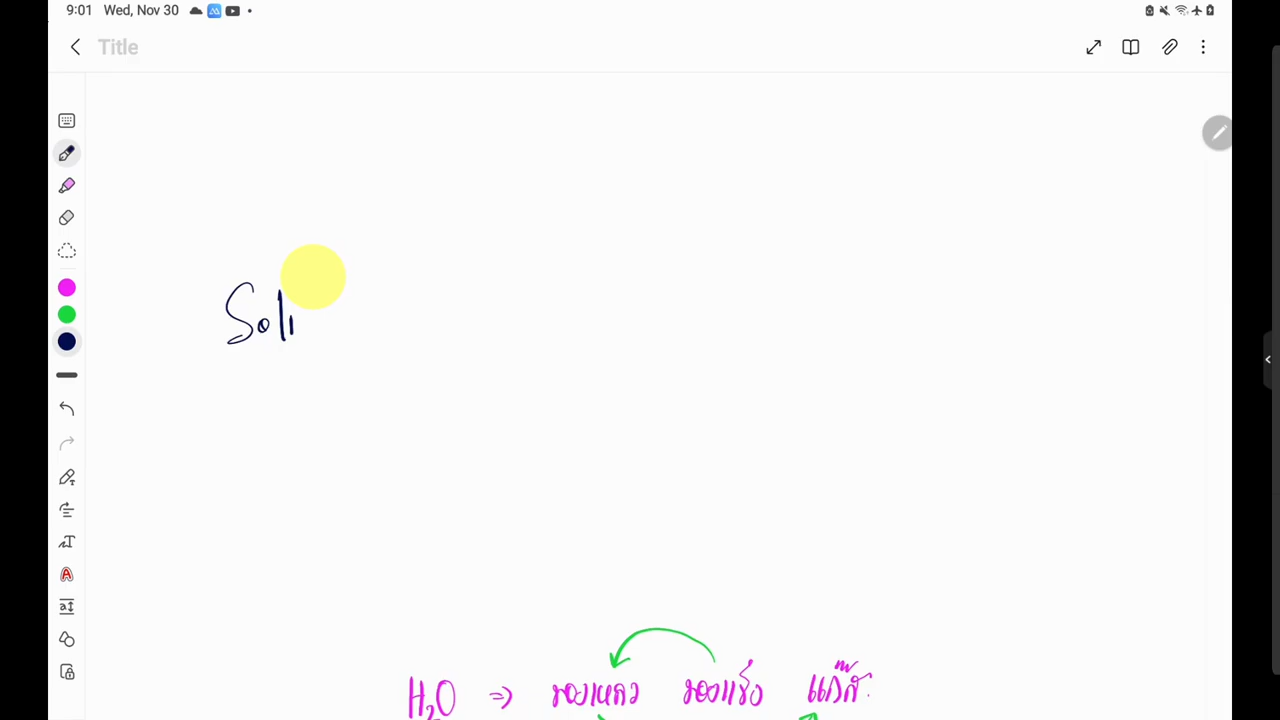 9:01 Wed, Nov 30
Title
Soli
H₂O ⇒ ของเหลว ของแข็ง แก๊ส